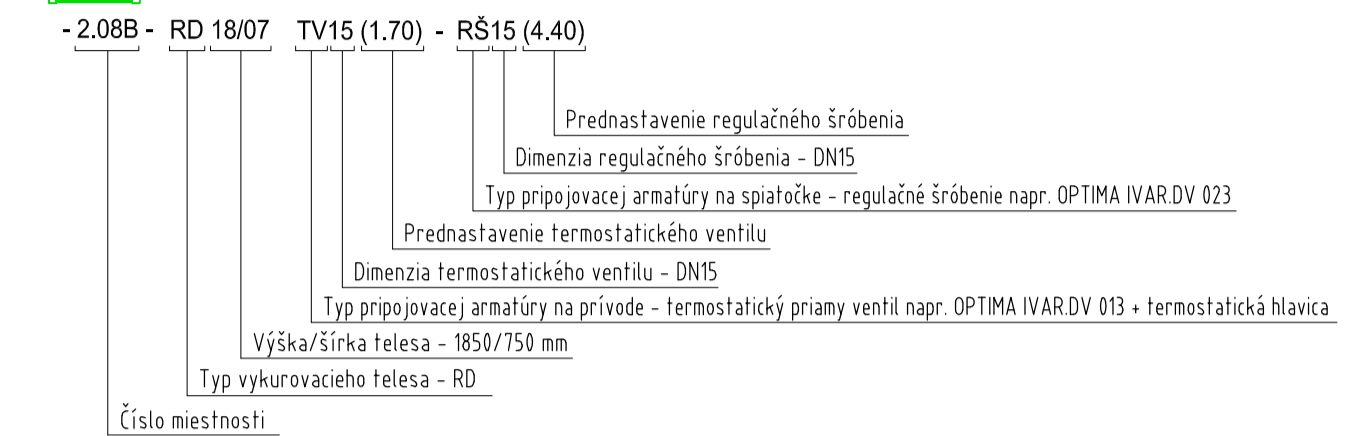 - 2.08B - RD 18/07 TV15 (1.70) - RŠ15 (4.40)
Prednastavenie regulačného šróbenia
Dimenzia regulačného šróbenia - DN15
Typ pripojovacej armatúry na spiatočke - regulačné šróbenie napr. OPTIMA IVAR.DV 023
Prednastavenie termostatického ventilu
Dimenzia termostatického ventilu - DN15
Typ pripojovacej armatúry na prívode - termostatický priamy ventil napr. OPTIMA IVAR.DV 013 + termostatická hlavica
Výška/šírka telesa - 1850/750 mm
Typ vykurovacieho telesa - RD
Číslo miestnosti